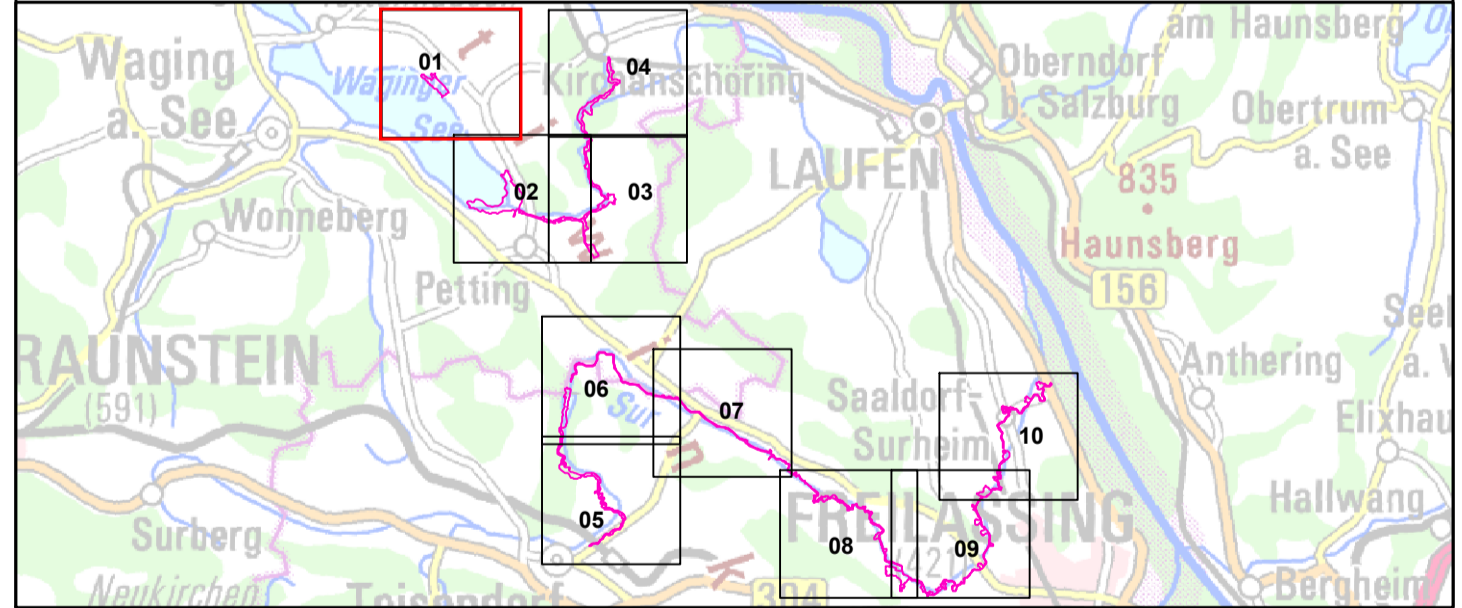 am Haunsberg
Waging
a. See
01
04
Waginger
See
Kirchanschöring
Oberndorf
b. Salzburg
Obertrum
a. See
LAUFEN
835
Haunsberg
02
03
Wonneberg
156
Petting
RAUNSTEIN
(591)
06
Sur
07
Saaldorf-
Surheim
Anthering
Elixhau
10
05
Surberg
FREILASSING
(421)
08
09
Hallwang
Neukirchen
Teisendorf
304
Bergheim